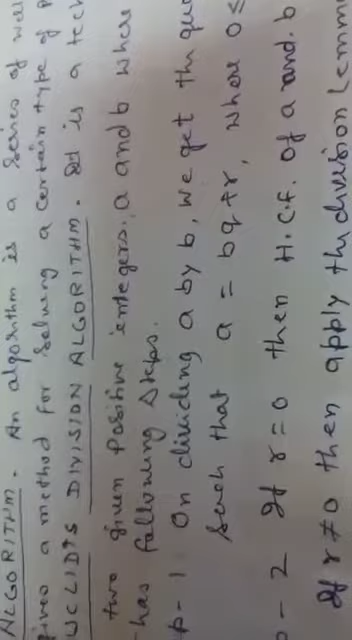 ALGORITHM. An algorithm is a series of well
gives a method for solving a certain type of
UCLID'S DIVISION ALGORITHM. It is a tech
two given positive integers, a and b where
has following steps.
p-1 On dividing a by b, we get the quo
such that a = bq+r, where 0≤
p-2 If r=0 then H.C.F. of a and b
If r≠0 then apply the division lemm